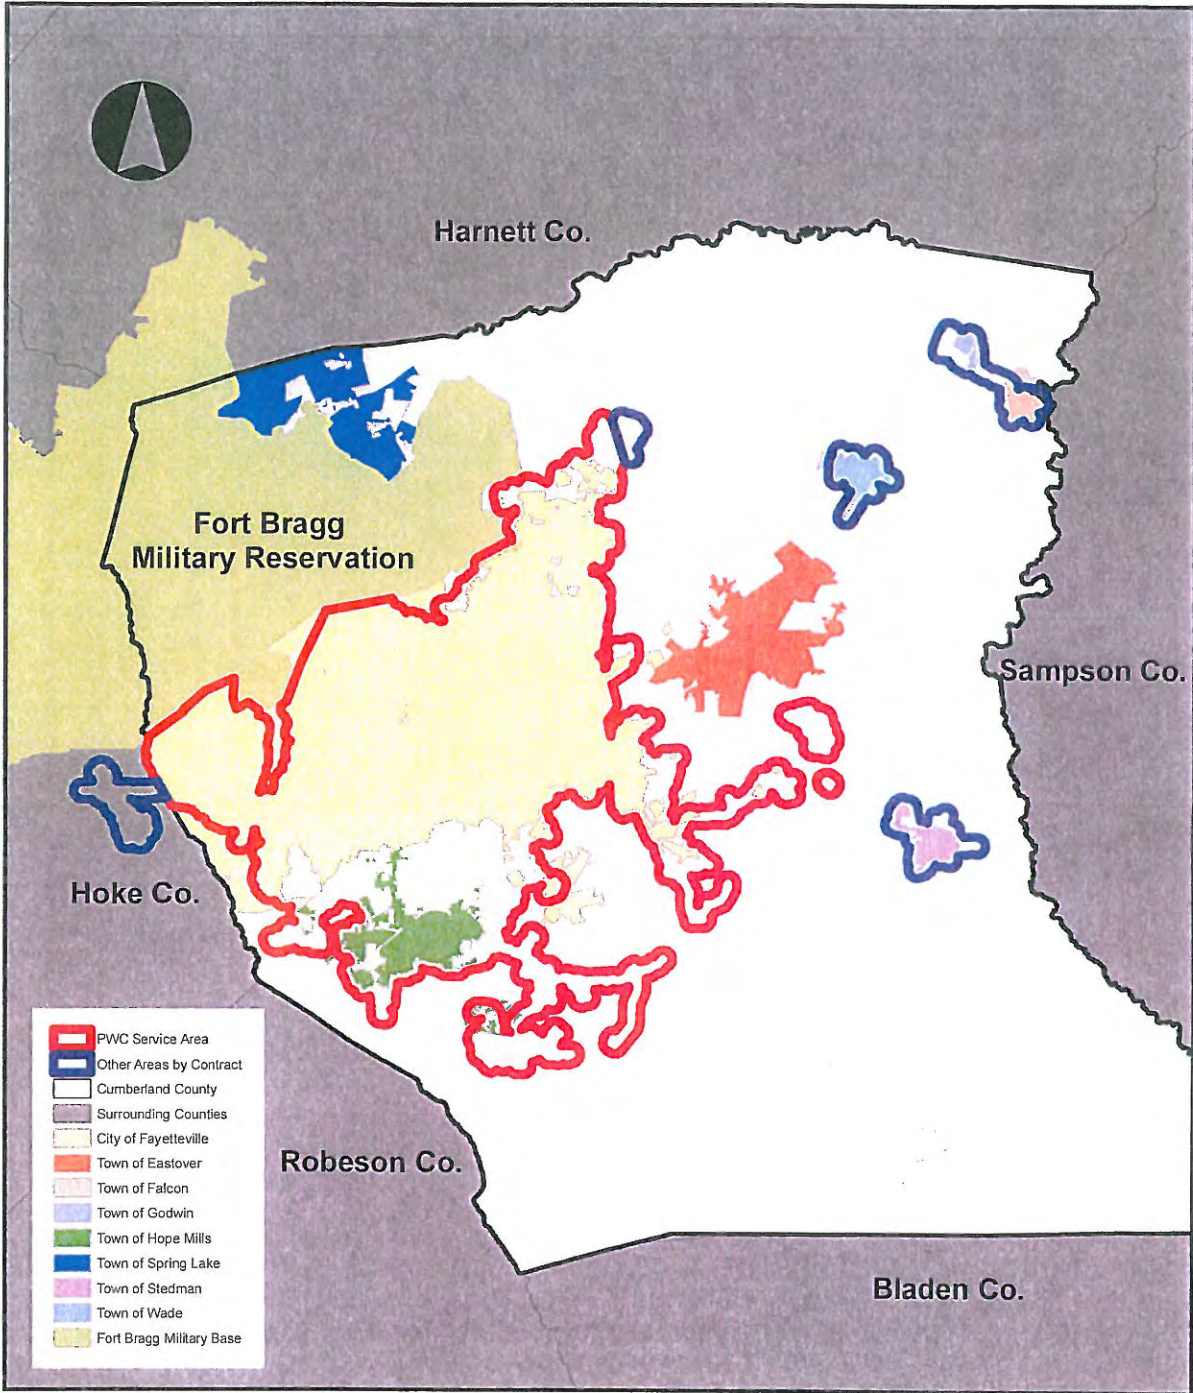 Harnett Co.
Fort Bragg
Military Reservation
Sampson Co.
Hoke Co.
PWC Service Area
Other Areas by Contract
Cumberland County
Surrounding Counties
City of Fayetteville
Town of Eastover
Town of Falcon
Town of Godwin
Town of Hope Mills
Town of Spring Lake
Town of Stedman
Town of Wade
Fort Bragg Military Base
Robeson Co.
Bladen Co.